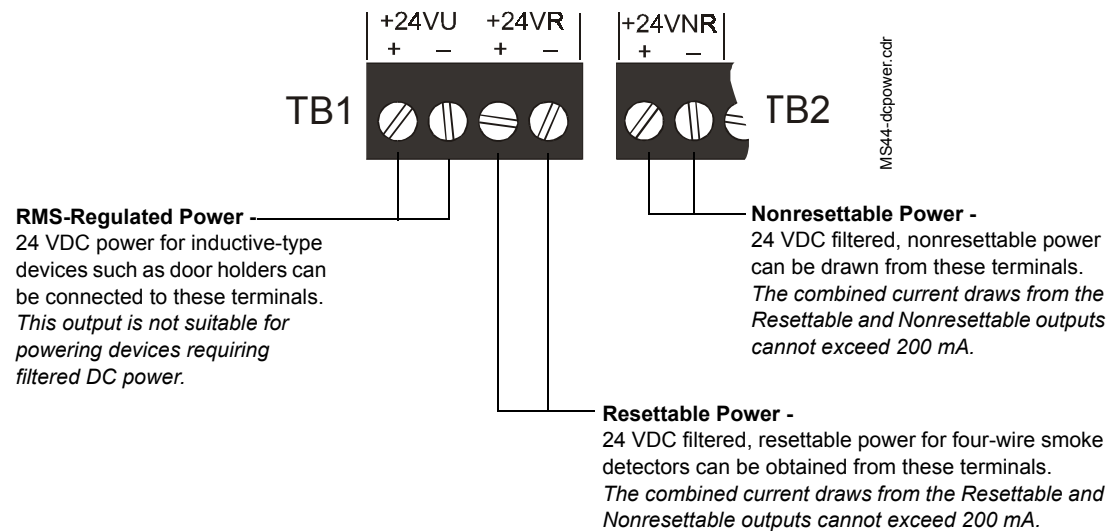 +24VU +24VR +24VNR
+ – + – + –
TB1 TB2
MS44-dcpower.cdr
RMS-Regulated Power -
24 VDC power for inductive-type
devices such as door holders can
be connected to these terminals.
This output is not suitable for
powering devices requiring
filtered DC power.
Nonresettable Power -
24 VDC filtered, nonresettable power
can be drawn from these terminals.
The combined current draws from the
Resettable and Nonresettable outputs
cannot exceed 200 mA.
Resettable Power -
24 VDC filtered, resettable power for four-wire smoke
detectors can be obtained from these terminals.
The combined current draws from the Resettable and
Nonresettable outputs cannot exceed 200 mA.